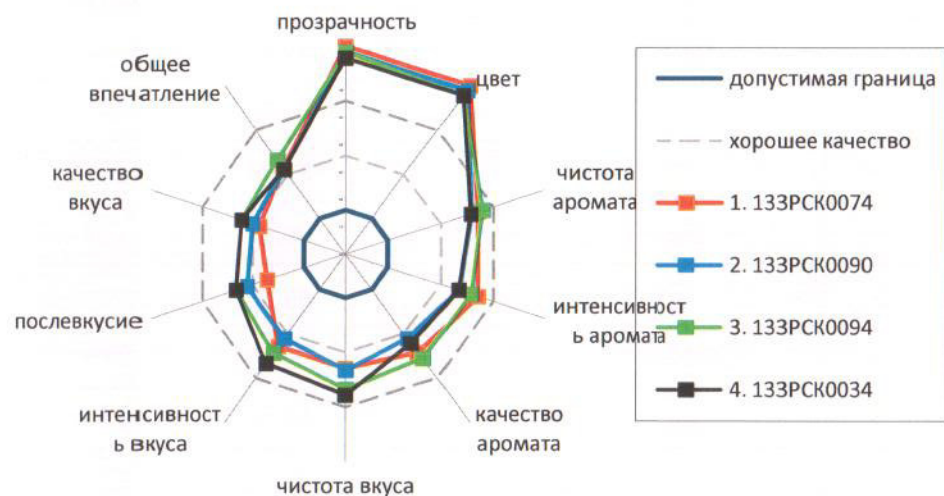 прозрачность
цвет
чистота
аромата
интенсивност
ь аромата
качество
аромата
чистота вкуса
интенсивност
ь вкуса
послевкусие
качество
вкуса
общее
впечатление
допустимая граница
хорошее качество
1. 133РСК0074
2. 133РСК0090
3. 133РСК0094
4. 133РСК0034